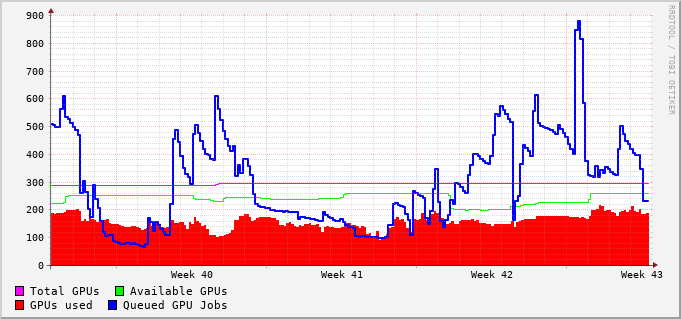 900
800
700
600
500
400
300
200
100
0
Week 40 Week 41 Week 42 Week 43
Total GPUs Available GPUs
GPUs used Queued GPU Jobs
RRDTOOL / TOBI OETIKER